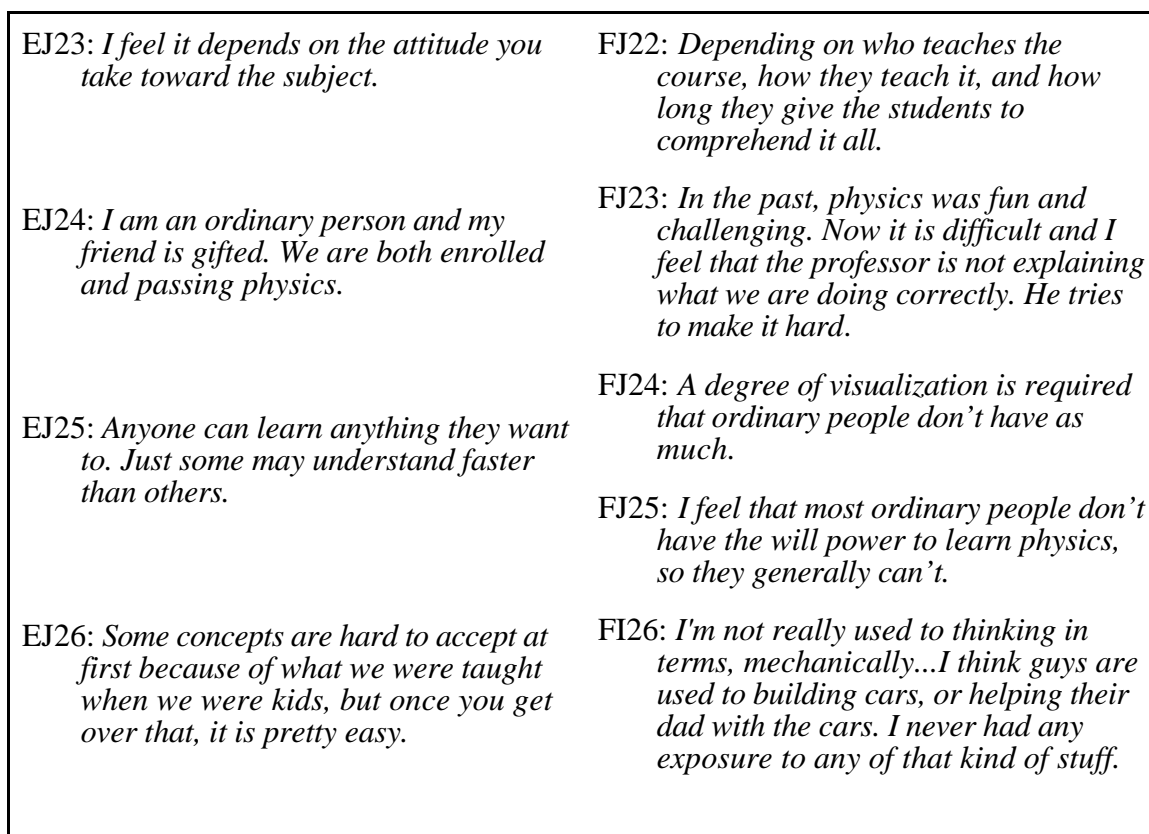 EJ23: I feel it depends on the attitude you
take toward the subject.
EJ24: I am an ordinary person and my
friend is gifted. We are both enrolled
and passing physics.
EJ25: Anyone can learn anything they want
to. Just some may understand faster
than others.
EJ26: Some concepts are hard to accept at
first because of what we were taught
when we were kids, but once you get
over that, it is pretty easy.
FJ22: Depending on who teaches the
course, how they teach it, and how
long they give the students to
comprehend it all.
FJ23: In the past, physics was fun and
challenging. Now it is difficult and I
feel that the professor is not explaining
what we are doing correctly. He tries
to make it hard.
FJ24: A degree of visualization is required
that ordinary people don’t have as
much.
FJ25: I feel that most ordinary people don’t
have the will power to learn physics,
so they generally can’t.
FI26: I'm not really used to thinking in
terms, mechanically...I think guys are
used to building cars, or helping their
dad with the cars. I never had any
exposure to any of that kind of stuff.